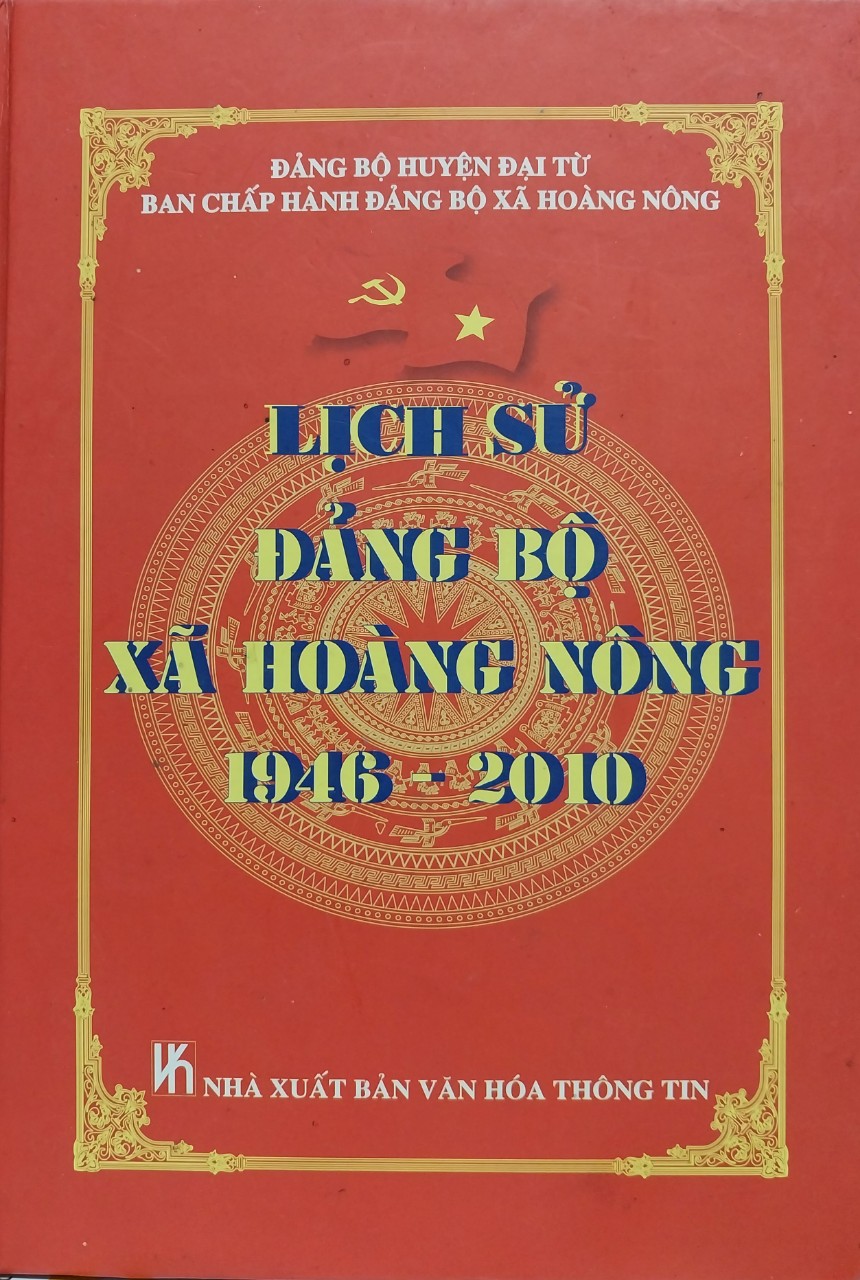 ĐẢNG BỘ HUYỆN ĐẠI TỪ
BAN CHẤP HÀNH ĐẢNG BỘ XÃ HOÀNG NÔNG
LỊCH SỬ
ĐẢNG BỘ
XÃ HOÀNG NÔNG
1946 - 2010
NHÀ XUẤT BẢN VĂN HÓA THÔNG TIN